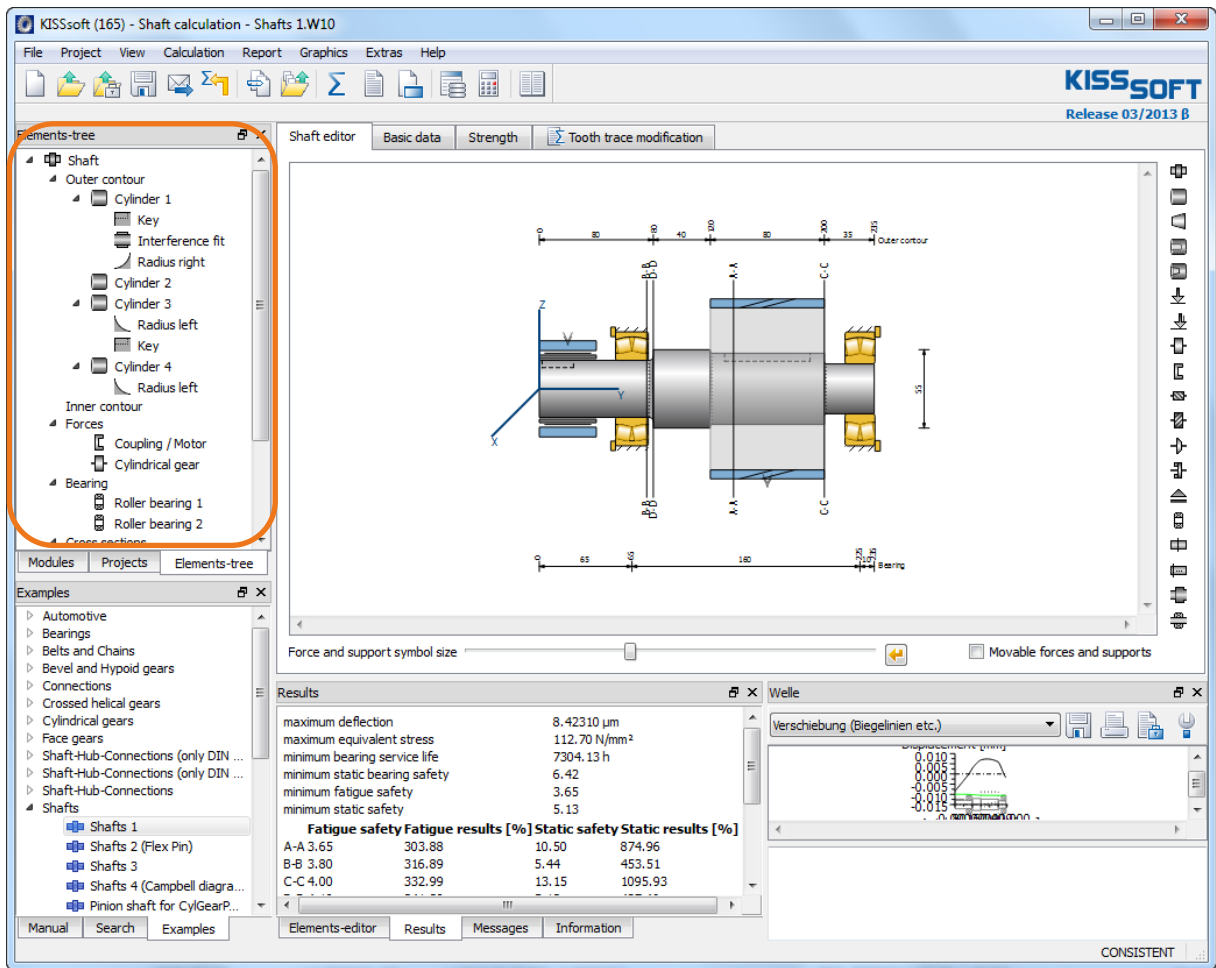 KISSsoft (165) - Shaft calculation - Shafts 1.W10
File Project View Calculation Report Graphics Extras Help
KISSsoft
Release 03/2013 β
Elements-tree
Shaft
Outer contour
Cylinder 1
Key
Interference fit
Radius right
Cylinder 2
Cylinder 3
Radius left
Key
Cylinder 4
Radius left
Inner contour
Forces
Coupling / Motor
Cylindrical gear
Bearing
Roller bearing 1
Roller bearing 2
Cross sections
Modules Projects Elements-tree
Examples
Automotive
Bearings
Belts and Chains
Bevel and Hypoid gears
Connections
Crossed helical gears
Cylindrical gears
Face gears
Shaft-Hub-Connections (only DIN ...
Shaft-Hub-Connections (only DIN ...
Shaft-Hub-Connections
Shafts
Shafts 1
Shafts 2 (Flex Pin)
Shafts 3
Shafts 4 (Campbell diagra...
Pinion shaft for CylGearP...
Manual Search Examples
Shaft editor Basic data Strength Tooth trace modification
0 80 80 40 120 80 200 35 235 Outer contour
B-B D-D A-A C-C
Z
Y
X
55
B-B D-D A-A C-C
0 65 65 160 225 10 235 Bearing
Force and support symbol size
Movable forces and supports
Results
maximum deflection 8.42310 µm
maximum equivalent stress 112.70 N/mm²
minimum bearing service life 7304.13 h
minimum static bearing safety 6.42
minimum fatigue safety 3.65
minimum static safety 5.13
Fatigue safety Fatigue results [%] Static safety Static results [%]
A-A 3.65 303.88 10.50 874.96
B-B 3.80 316.89 5.44 453.51
C-C 4.00 332.99 13.15 1095.93
Elements-editor Results Messages Information
Welle
Verschiebung (Biegelinien etc.)
Displacement [mm]
0.010
0.005
0.000
-0.005
-0.010
-0.015
CONSISTENT